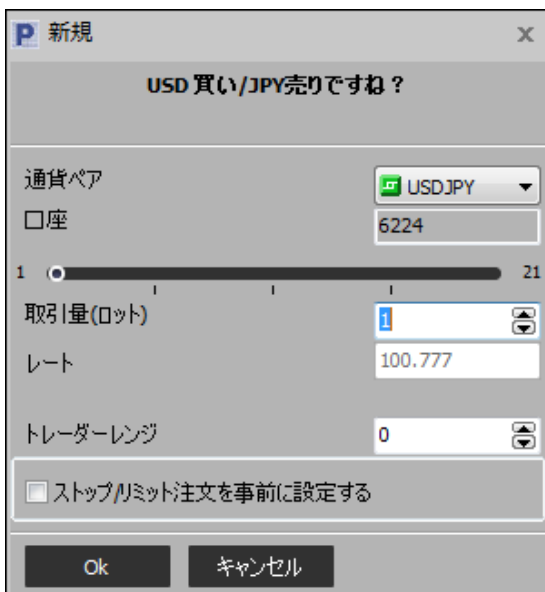 P 新規 x
USD 買い/JPY売りですね？
通貨ペア USDJPY
口座 6224
1 21
取引量(ロット) 1
レート 100.777
トレーダーレンジ 0
ストップ/リミット注文を事前に設定する
Ok キャンセル